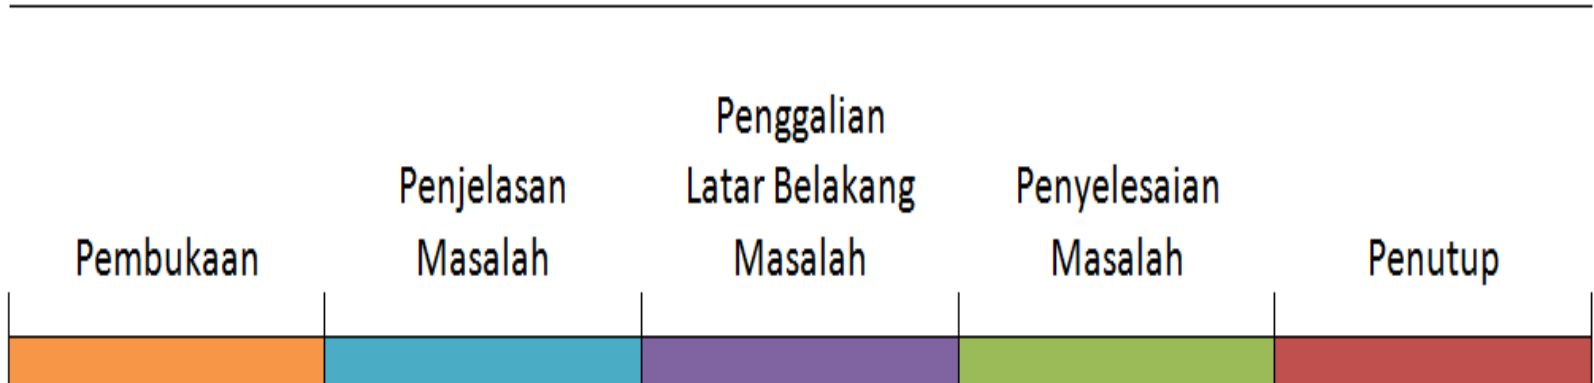 Pembukaan
Penjelasan
Masalah
Penggalian
Latar Belakang
Masalah
Penyelesaian
Masalah
Penutup